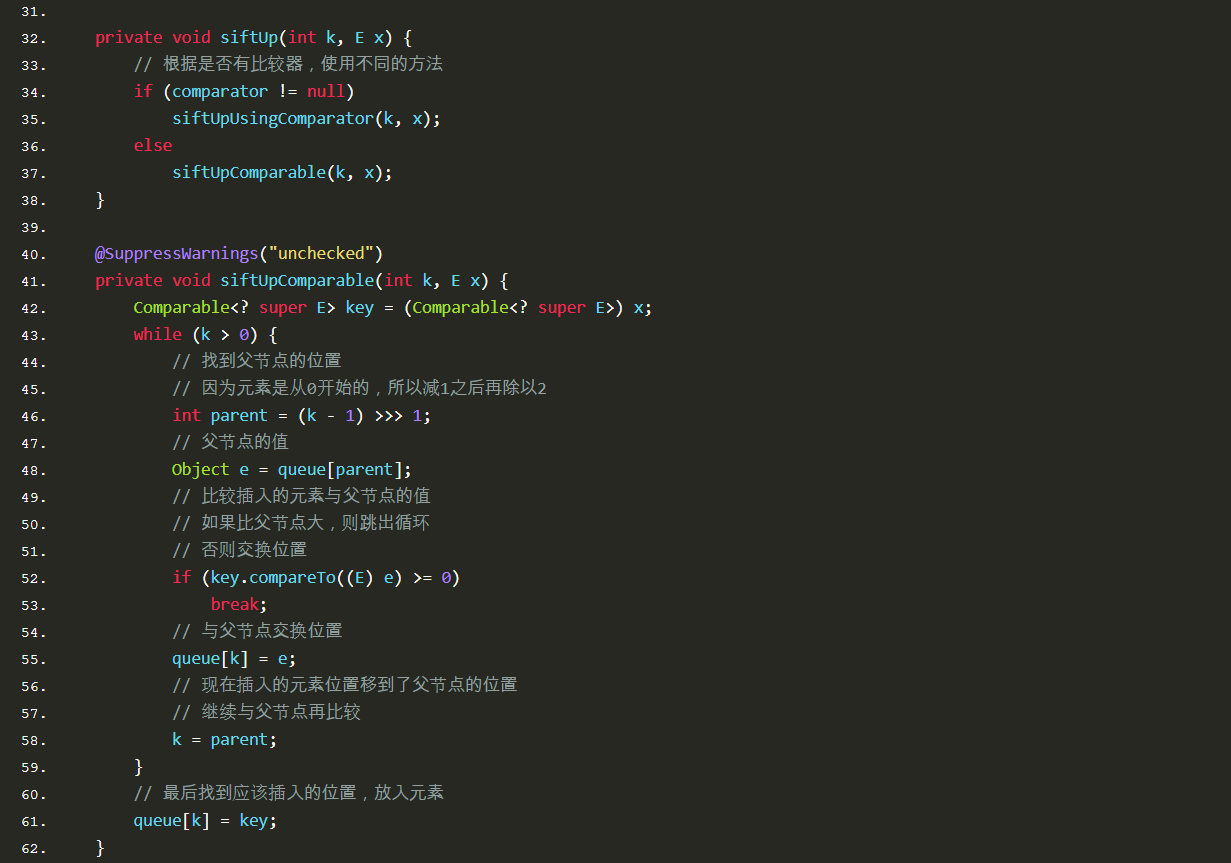 31.
32.     private void siftUp(int k, E x) {
33.         // 根据是否有比较器，使用不同的方法
34.         if (comparator != null)
35.             siftUpUsingComparator(k, x);
36.         else
37.             siftUpComparable(k, x);
38.     }
39.
40.     @SuppressWarnings("unchecked")
41.     private void siftUpComparable(int k, E x) {
42.         Comparable<? super E> key = (Comparable<? super E>) x;
43.         while (k > 0) {
44.             // 找到父节点的位置
45.             // 因为元素是从0开始的，所以减1之后再除以2
46.             int parent = (k - 1) >>> 1;
47.             // 父节点的值
48.             Object e = queue[parent];
49.             // 比较插入的元素与父节点的值
50.             // 如果比父节点大，则跳出循环
51.             // 否则交换位置
52.             if (key.compareTo((E) e) >= 0)
53.                 break;
54.             // 与父节点交换位置
55.             queue[k] = e;
56.             // 现在插入的元素位置移到了父节点的位置
57.             // 继续与父节点再比较
58.             k = parent;
59.         }
60.         // 最后找到应该插入的位置，放入元素
61.         queue[k] = key;
62.     }